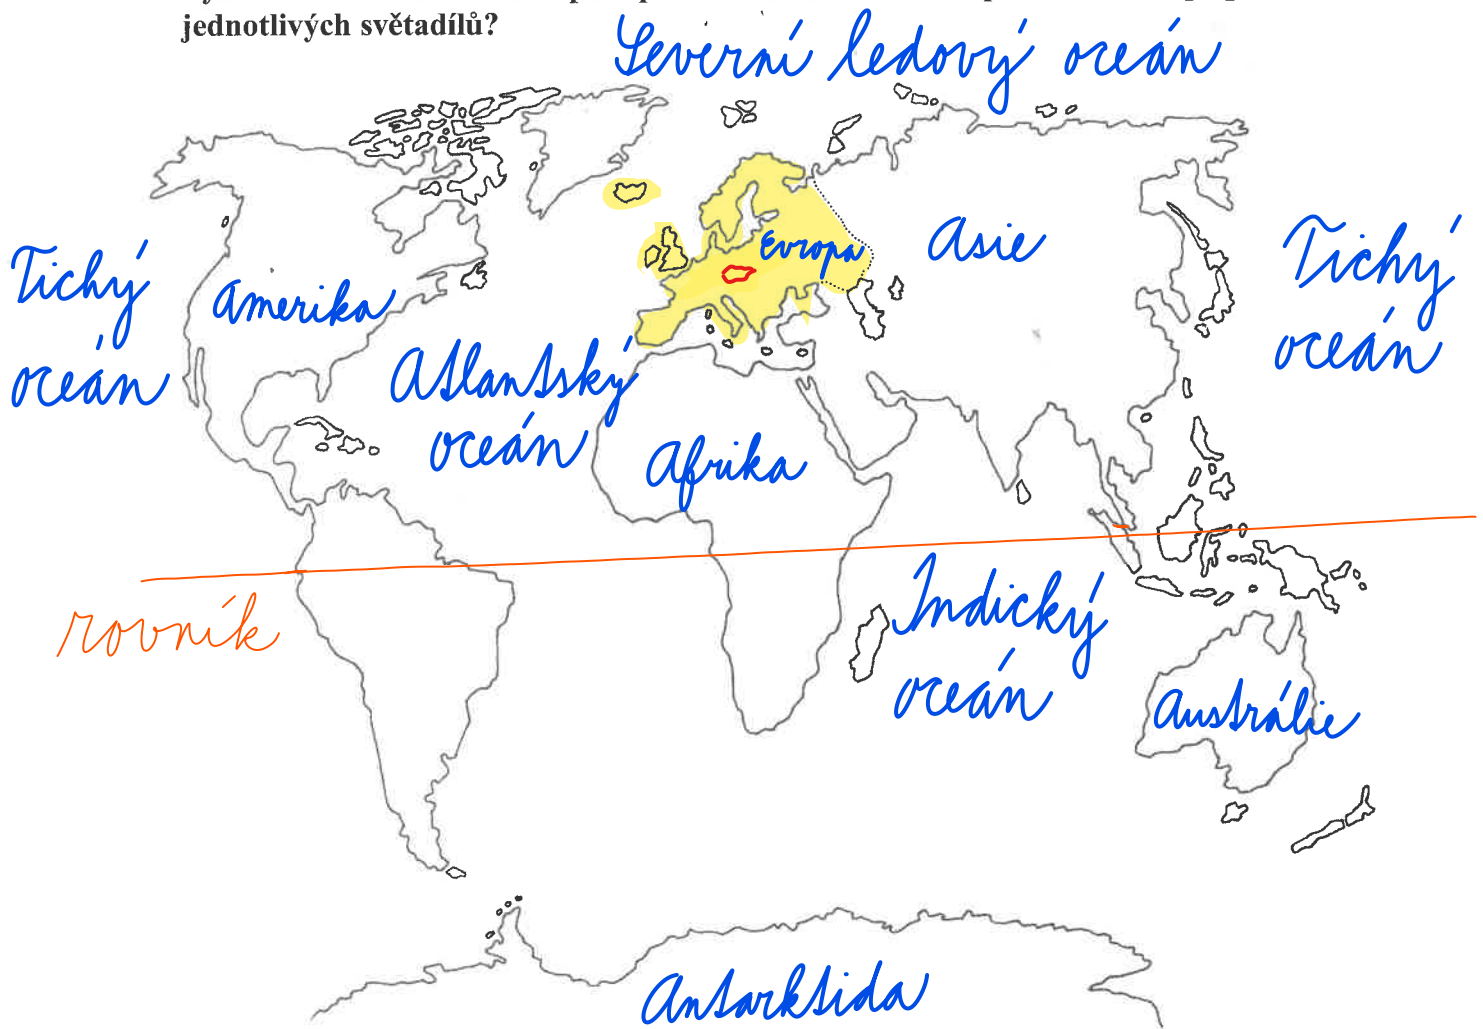 jednotlivých světadílů?
Severní ledový oceán
Evropa
Asie
Tichý
oceán
Amerika
Tichý
oceán
Atlantský
oceán
Afrika
rovník
Indický
oceán
Austrálie
Antarktida